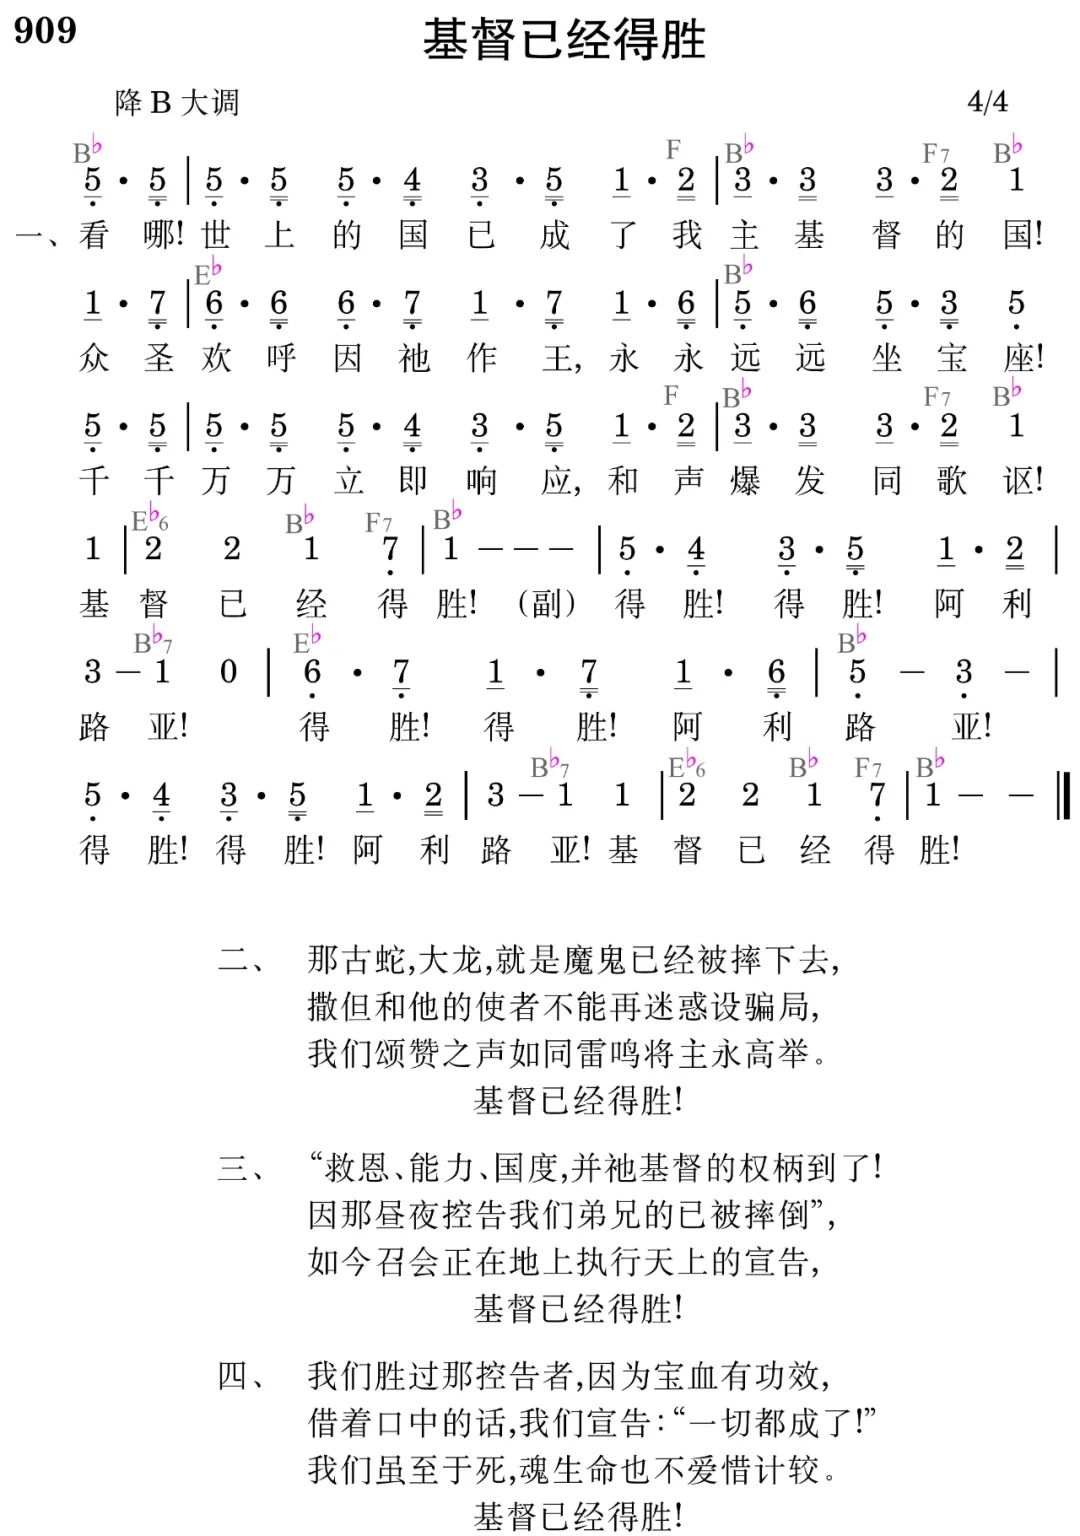 909
基督已经得胜
降 B 大调 4/4
B♭ F B♭ F7 B♭
5 · 5 | 5 · 5 5 · 4 3 · 5 1 · 2 | 3 · 3 3 · 2 1
一、看 哪! 世 上 的 国 已 成 了 我 主 基 督 的 国!
E♭ B♭
1 · 7 | 6 · 6 6 · 7 1 · 7 1 · 6 | 5 · 6 5 · 3 5
众 圣 欢 呼 因 祂 作 王, 永 永 远 远 坐 宝 座!
F B♭ F7 B♭
5 · 5 | 5 · 5 5 · 4 3 · 5 1 · 2 | 3 · 3 3 · 2 1
千 千 万 万 立 即 响 应, 和 声 爆 发 同 歌 讴!
E♭6 B♭ F7 B♭
1 | 2 2 1 7 | 1 — — — | 5 · 4 3 · 5 1 · 2 |
基 督 已 经 得 胜! (副) 得 胜! 得 胜! 阿 利
B♭7 E♭ B♭
3 — 1 0 | 6 · 7 1 · 7 1 · 6 | 5 — 3 — |
路 亚! 得 胜! 得 胜! 阿 利 路 亚!
B♭7 E♭6 B♭ F7 B♭
5 · 4 3 · 5 1 · 2 | 3 — 1 1 | 2 2 1 7 | 1 — — ‖
得 胜! 得 胜! 阿 利 路 亚! 基 督 已 经 得 胜!
二、 那古蛇,大龙,就是魔鬼已经被摔下去,
撒但和他的使者不能再迷惑设骗局,
我们颂赞之声如同雷鸣将主永高举。
基督已经得胜!
三、 “救恩、能力、国度,并祂基督的权柄到了!
因那昼夜控告我们弟兄的已被摔倒”,
如今召会正在地上执行天上的宣告,
基督已经得胜!
四、 我们胜过那控告者,因为宝血有功效,
借着口中的话,我们宣告:“一切都成了!”
我们虽至于死,魂生命也不爱惜计较。
基督已经得胜!